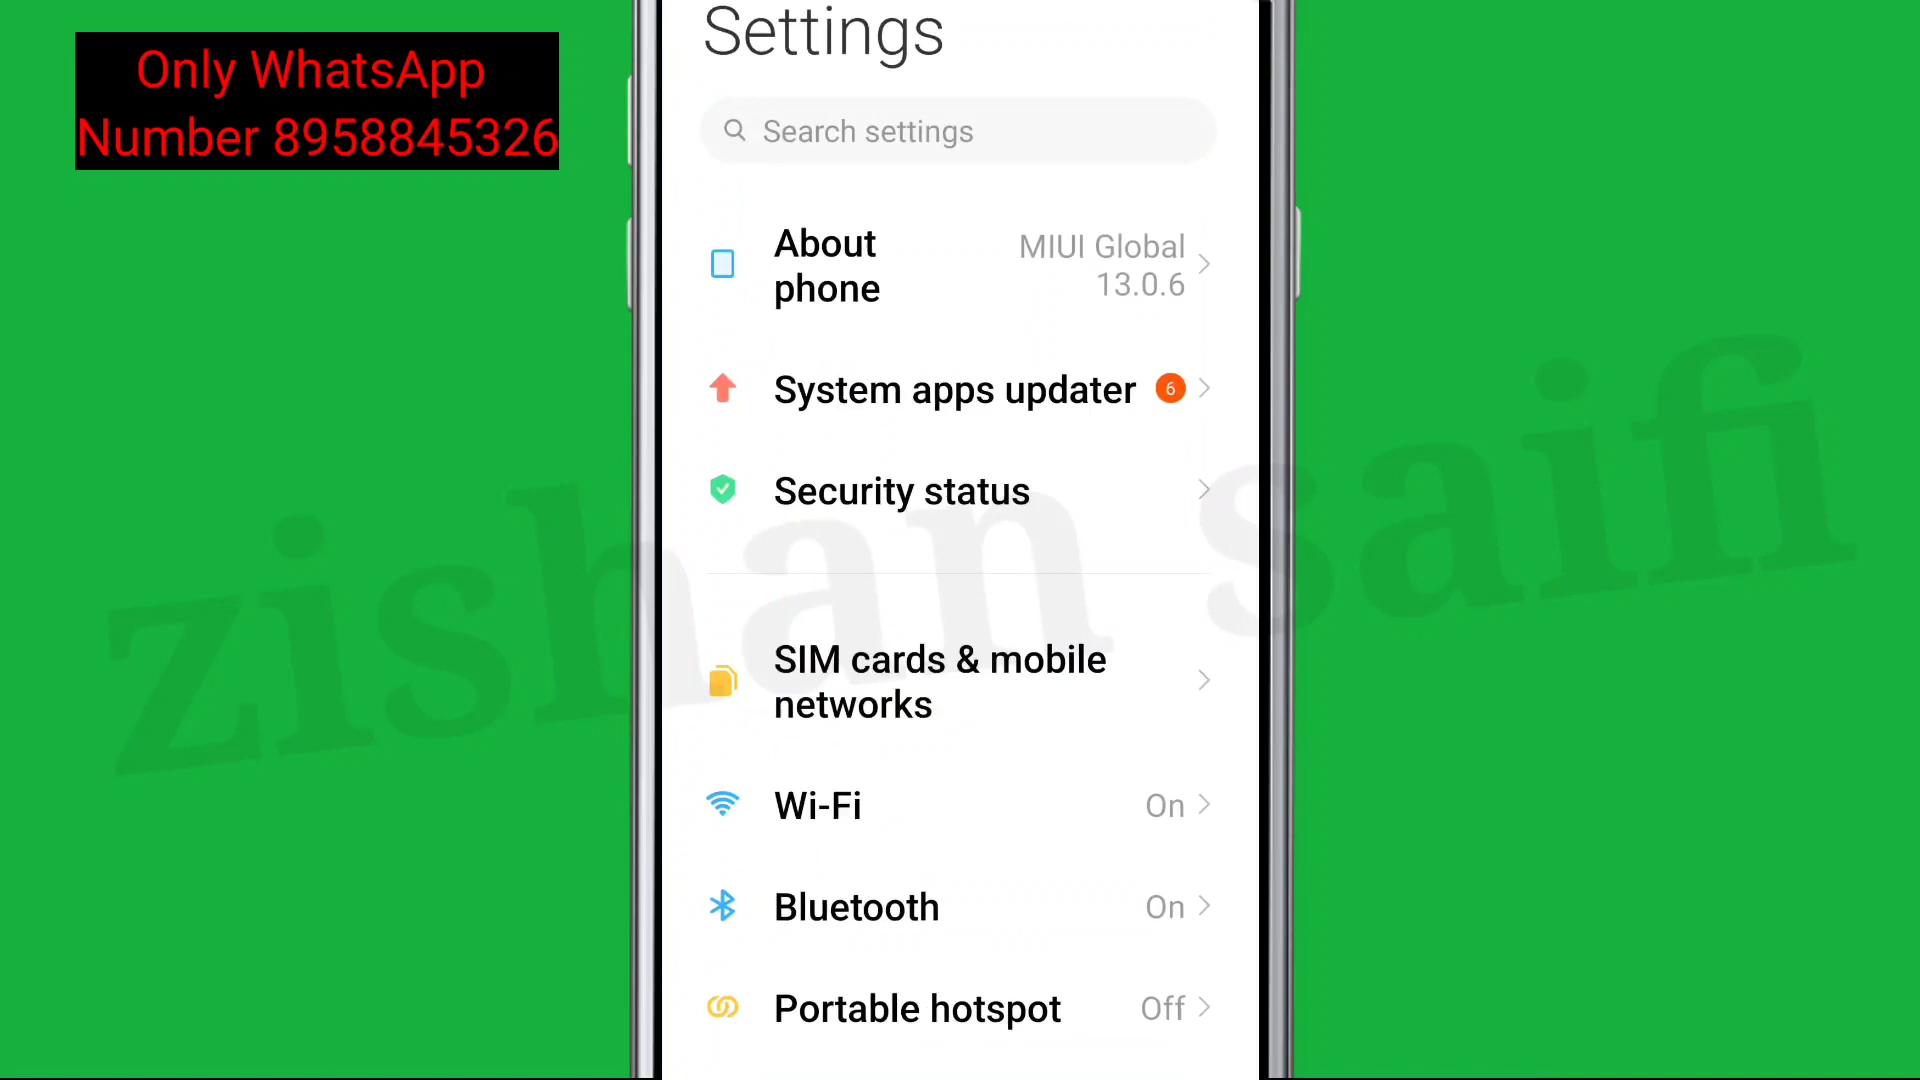 Only WhatsApp
Number 8958845326
Settings
Search settings
About
phone
MIUI Global
13.0.6
System apps updater 6
Security status
zishan saifi
SIM cards & mobile
networks
Wi-Fi On
Bluetooth On
Portable hotspot Off